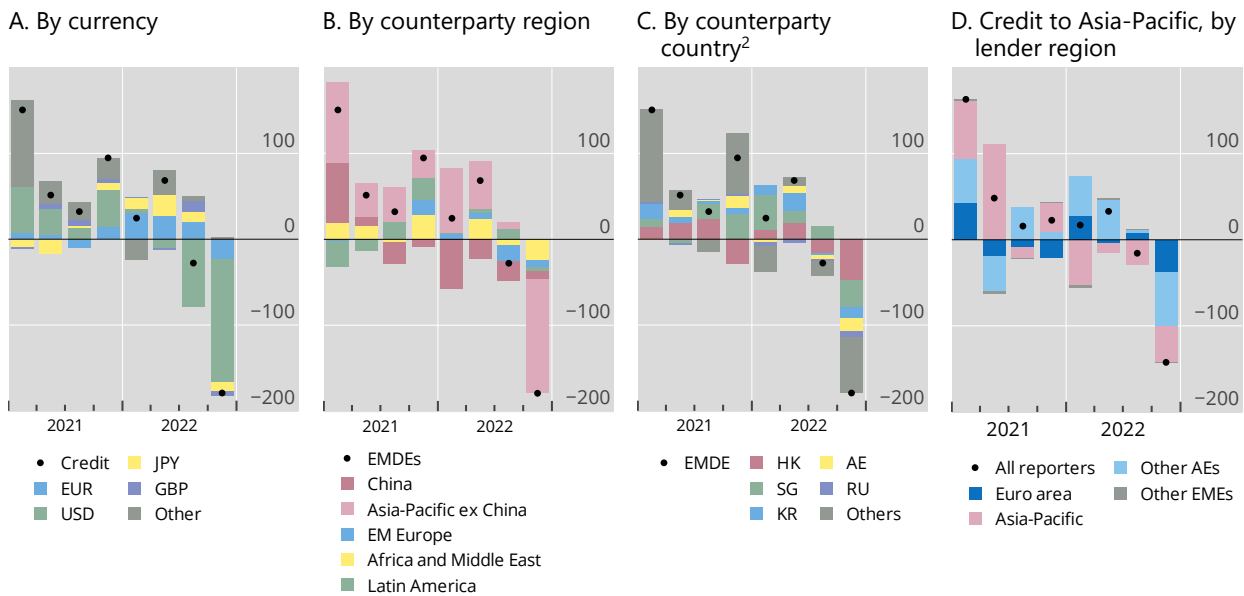 A. By currency
100
0
−100
−200
2021 2022
Credit JPY
EUR GBP
USD Other
B. By counterparty region
100
0
−100
−200
2021 2022
EMDEs
China
Asia-Pacific ex China
EM Europe
Africa and Middle East
Latin America
C. By counterparty
country²
100
0
−100
−200
2021 2022
EMDE HK AE
SG RU
KR Others
D. Credit to Asia-Pacific, by
lender region
100
0
−100
−200
2021 2022
All reporters Other AEs
Euro area Other EMEs
Asia-Pacific